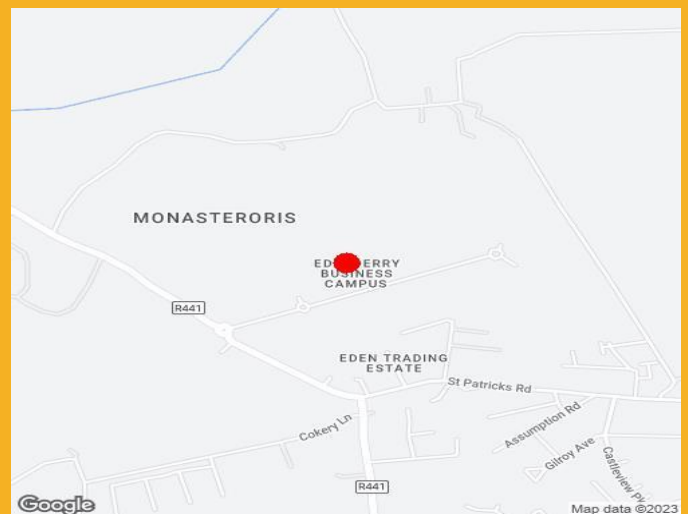 MONASTERORIS
BUSINESS
CAMPUS
R441
EDEN TRADING
ESTATE
St Patricks Rd
Assumption Rd
Cokery Ln
Gilroy Ave
R441
Google
Map data ©2023